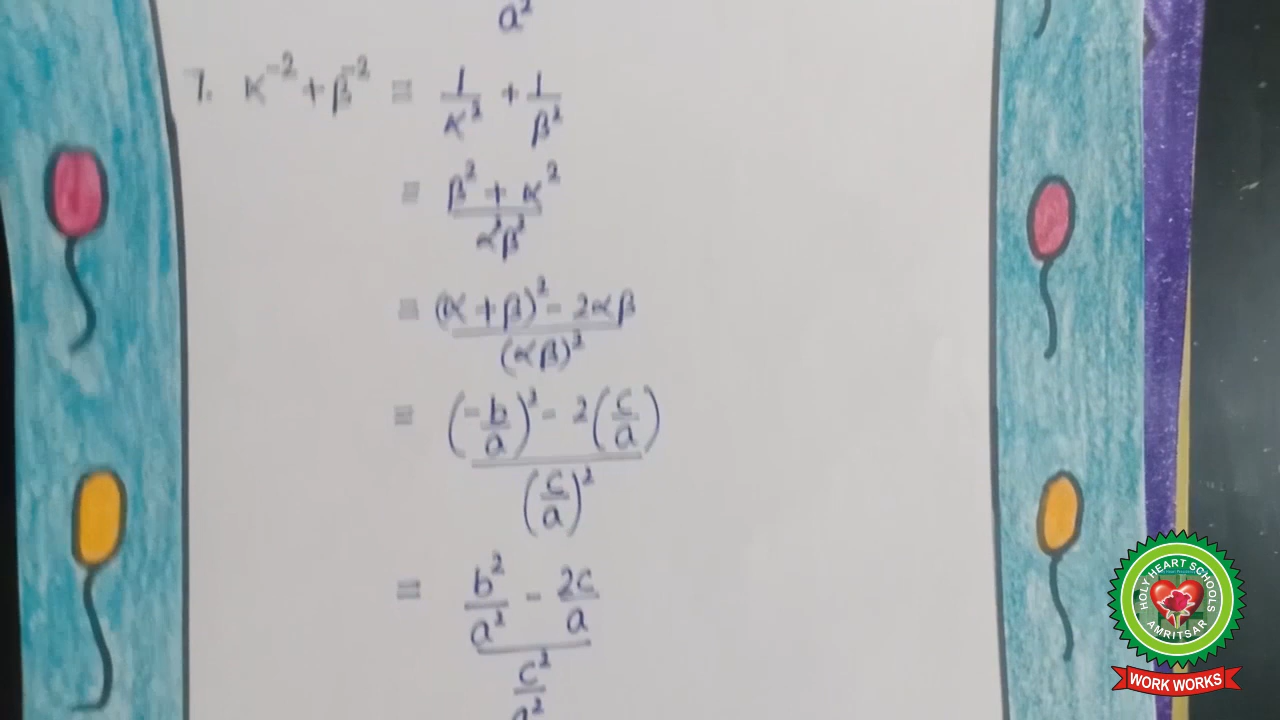 a²
7. α⁻² + β⁻² = 1/α² + 1/β²
= β² + α² / α²β²
= (α + β)² - 2αβ / (αβ)²
= (-b/a)² - 2(c/a) / (c/a)²
= b²/a² - 2c/a / c²/a²
HOLY HEART SCHOOLS
AMRITSAR
WORK WORKS